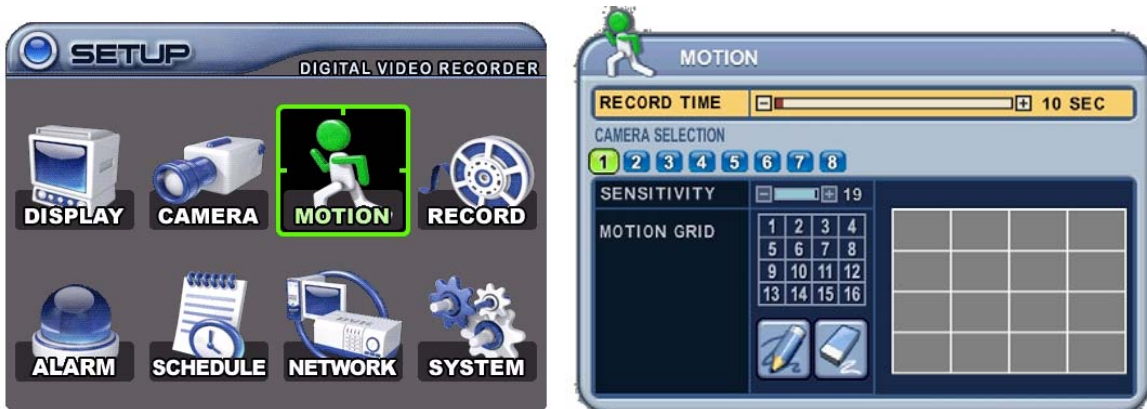 SETUP
DIGITAL VIDEO RECORDER
DISPLAY CAMERA MOTION RECORD
ALARM SCHEDULE NETWORK SYSTEM
MOTION
RECORD TIME - + 10 SEC
CAMERA SELECTION
1 2 3 4 5 6 7 8
SENSITIVITY - + 19
MOTION GRID
1 2 3 4
5 6 7 8
9 10 11 12
13 14 15 16